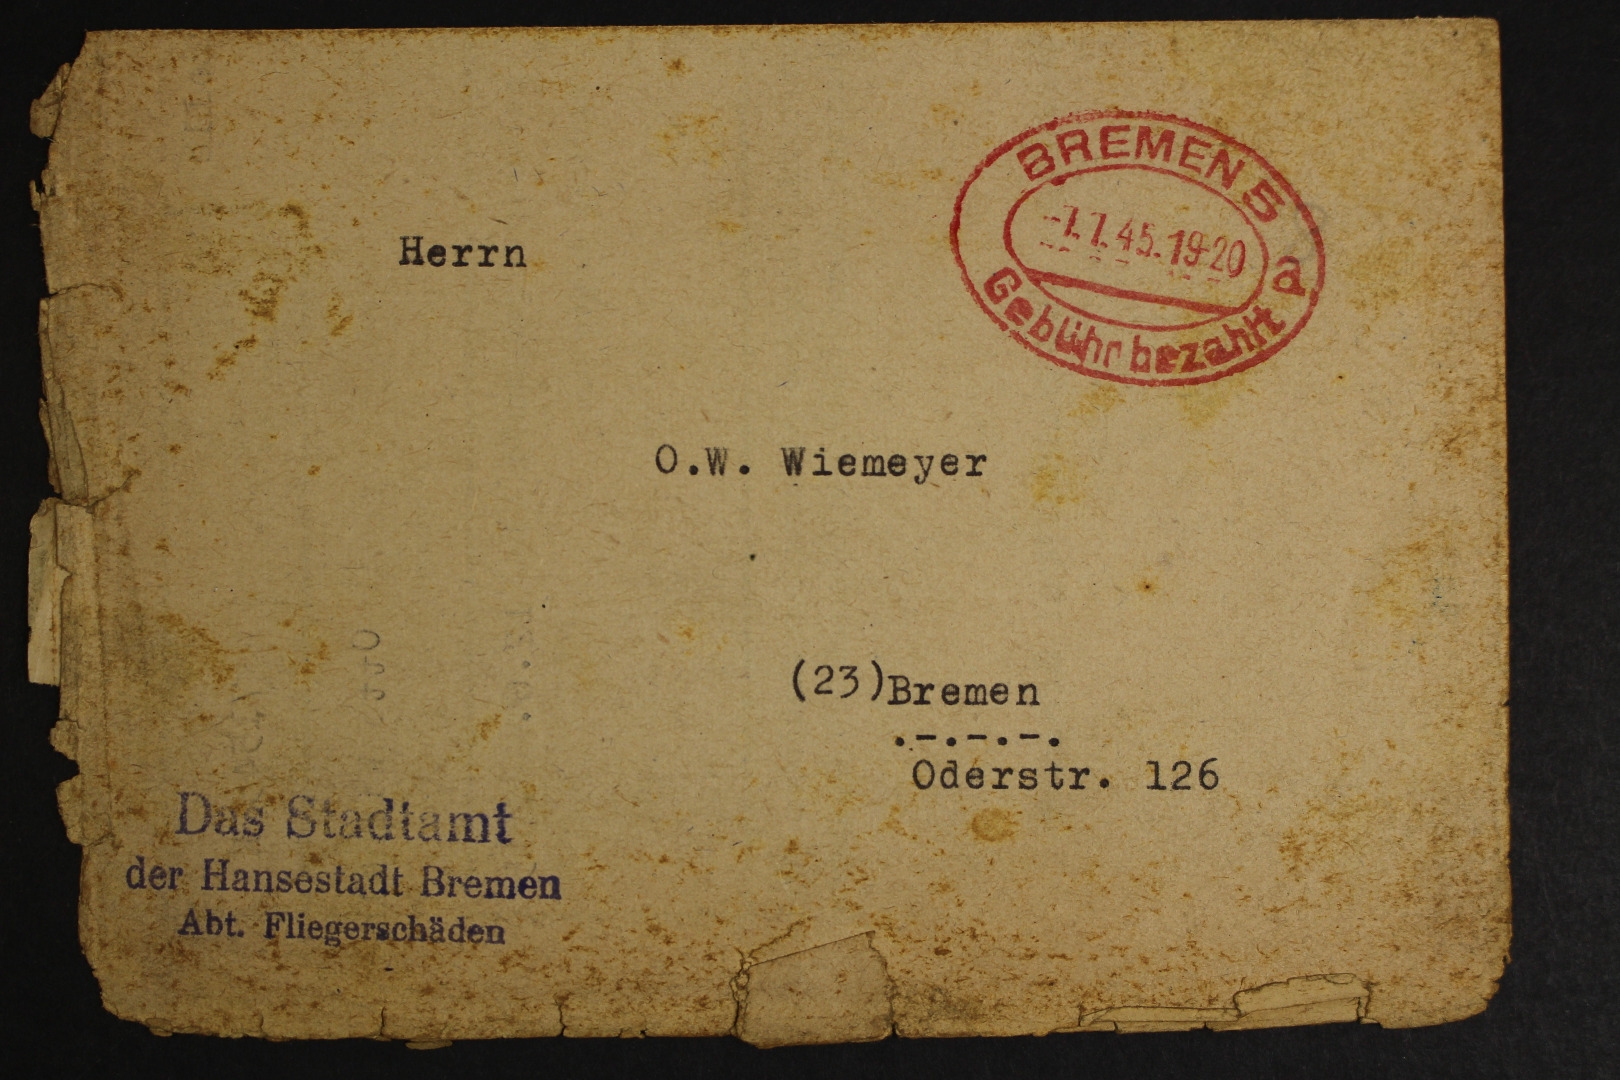 BREMEN 5
-7.7.45.19-20
a
Gebühr bezahlt
Herrn
O.W. Wiemeyer
(23)Bremen
.-.-.-.
Oderstr. 126
Das Stadtamt
der Hansestadt Bremen
Abt. Fliegerschäden